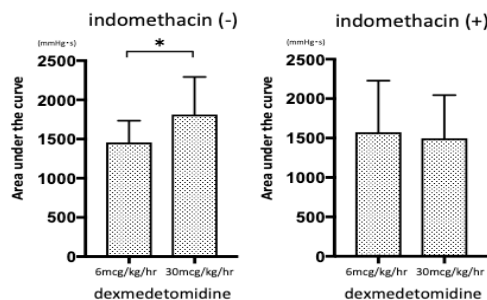 indomethacin (-)
(mmHg・s)
*
2500
2000
1500
1000
500
0
Area under the curve
6mcg/kg/hr 30mcg/kg/hr
dexmedetomidine
indomethacin (+)
(mmHg・s)
2500
2000
1500
1000
500
0
Area under the curve
6mcg/kg/hr 30mcg/kg/hr
dexmedetomidine